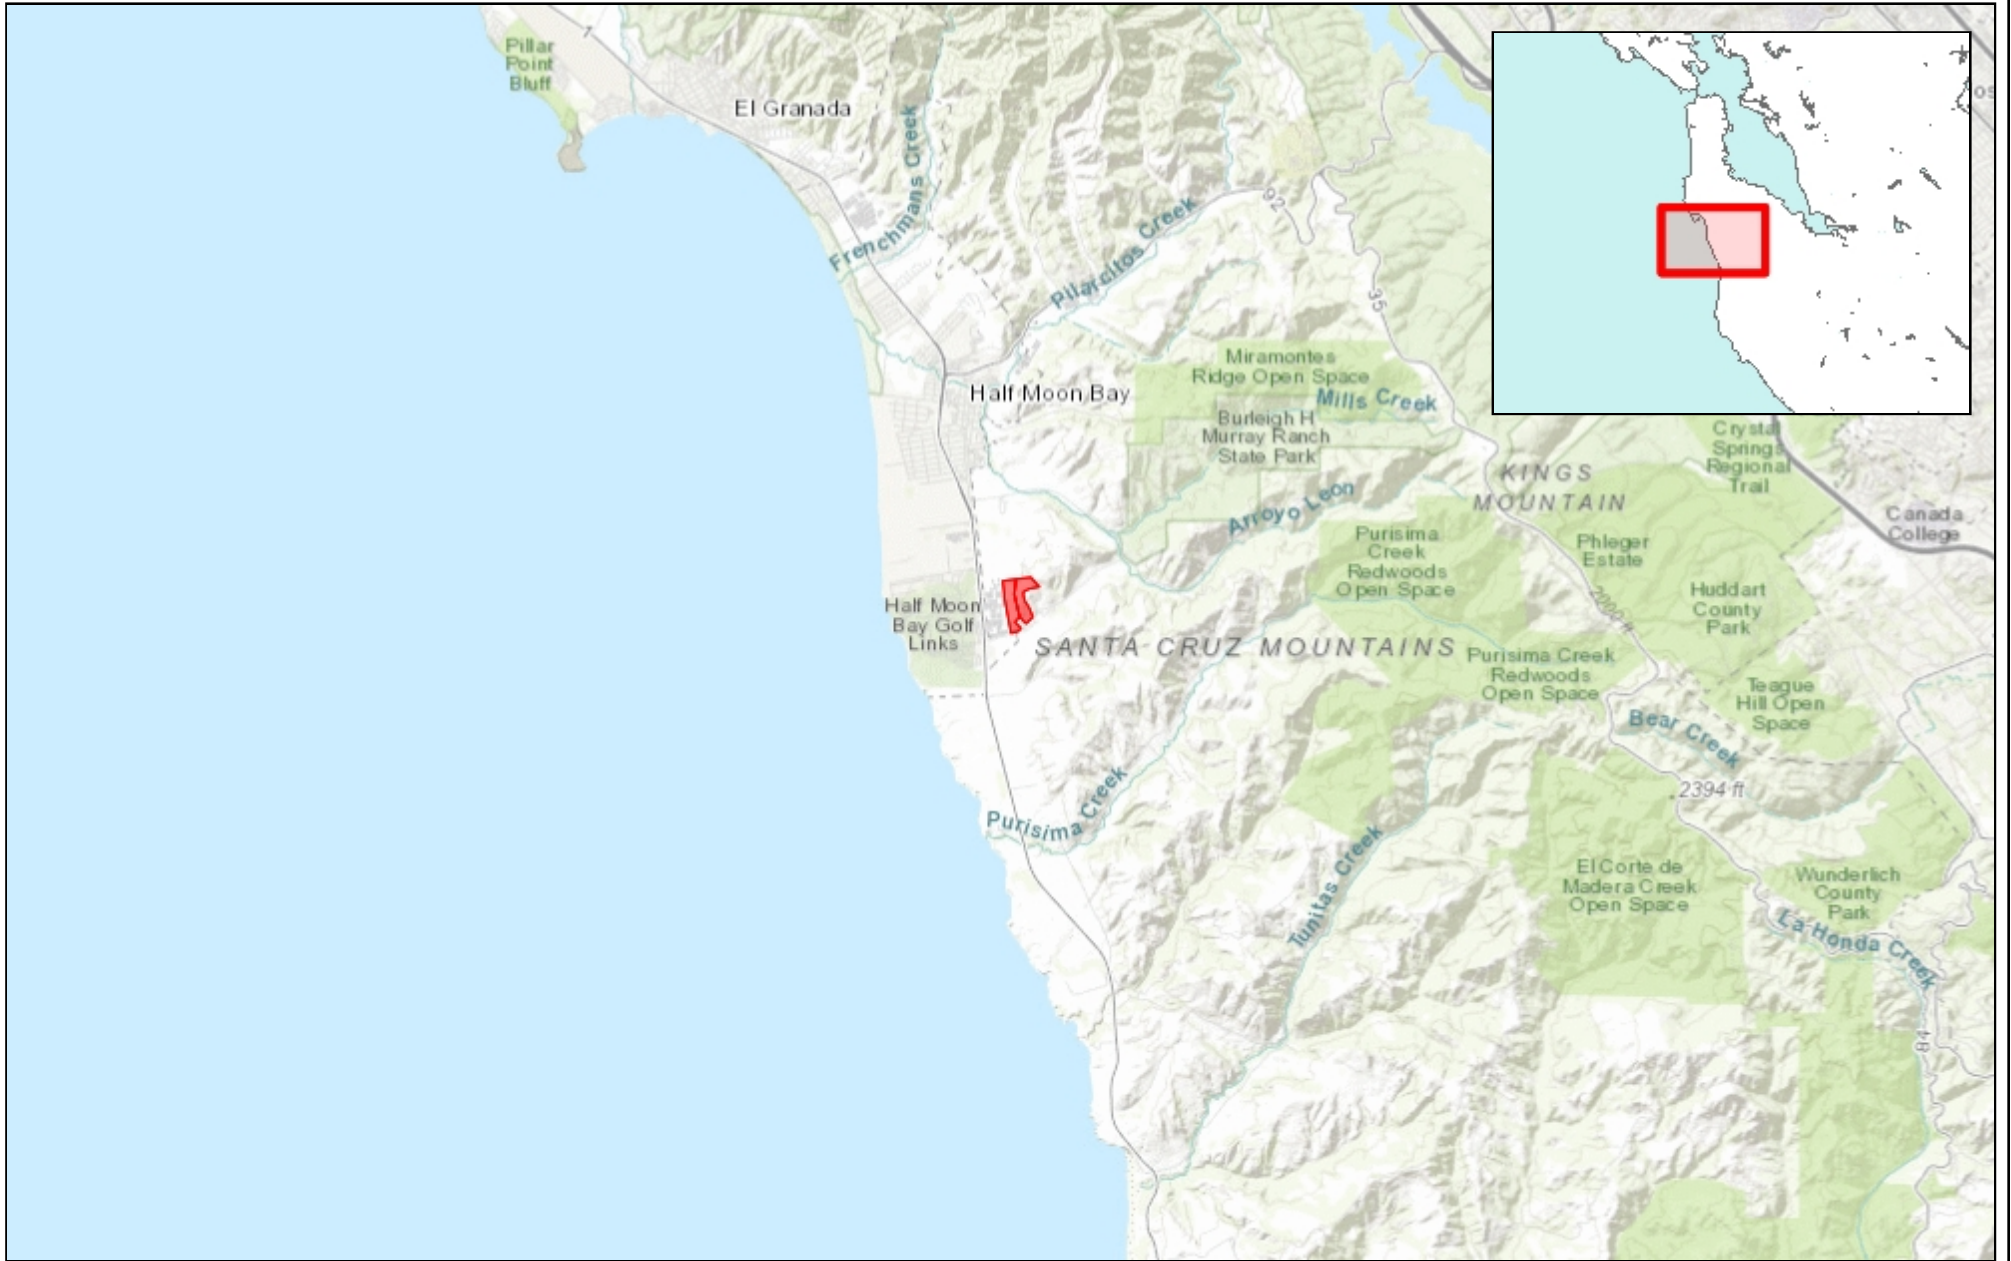 Pillar
Point
Bluff
1
El Granada
Frenchmans Creek
Pilarcitos Creek
92
35
Half Moon Bay
Miramontes
Ridge Open Space
Mills Creek
Burleigh H
Murray Ranch
State Park
Arroyo Leon
KINGS
MOUNTAIN
Crystal
Springs
Regional
Trail
Canada
College
Purisima
Creek
Redwoods
Open Space
Phleger
Estate
Huddart
County
Park
2000 ft
Half Moon
Bay Golf
Links
SANTA CRUZ MOUNTAINS
Purisima Creek
Redwoods
Open Space
Teague
Hill Open
Space
Bear Creek
2394 ft
Purisima Creek
Tunitas Creek
El Corte de
Madera Creek
Open Space
Wunderlich
County
Park
La Honda Creek
84